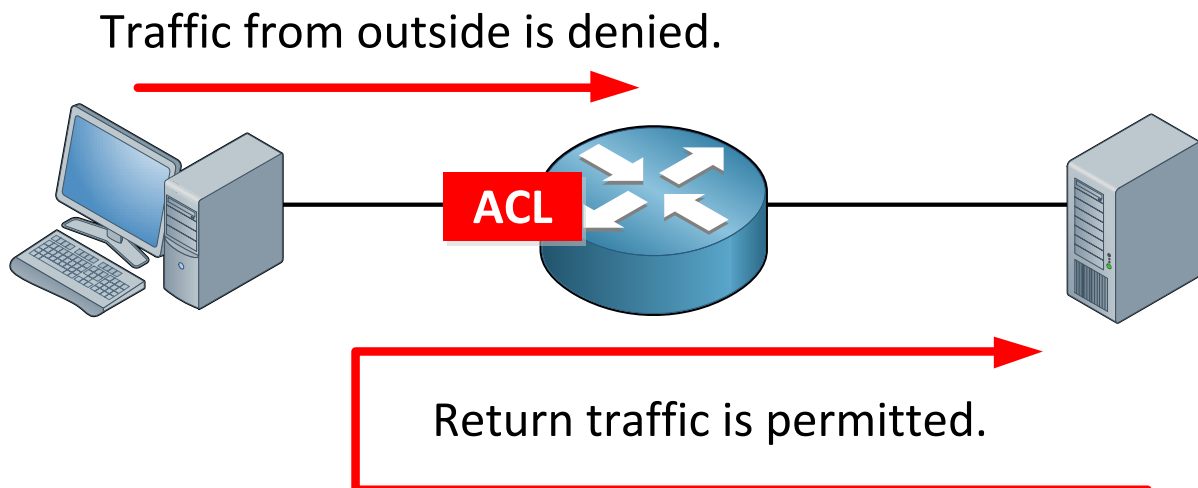 Traffic from outside is denied.
ACL
Return traffic is permitted.